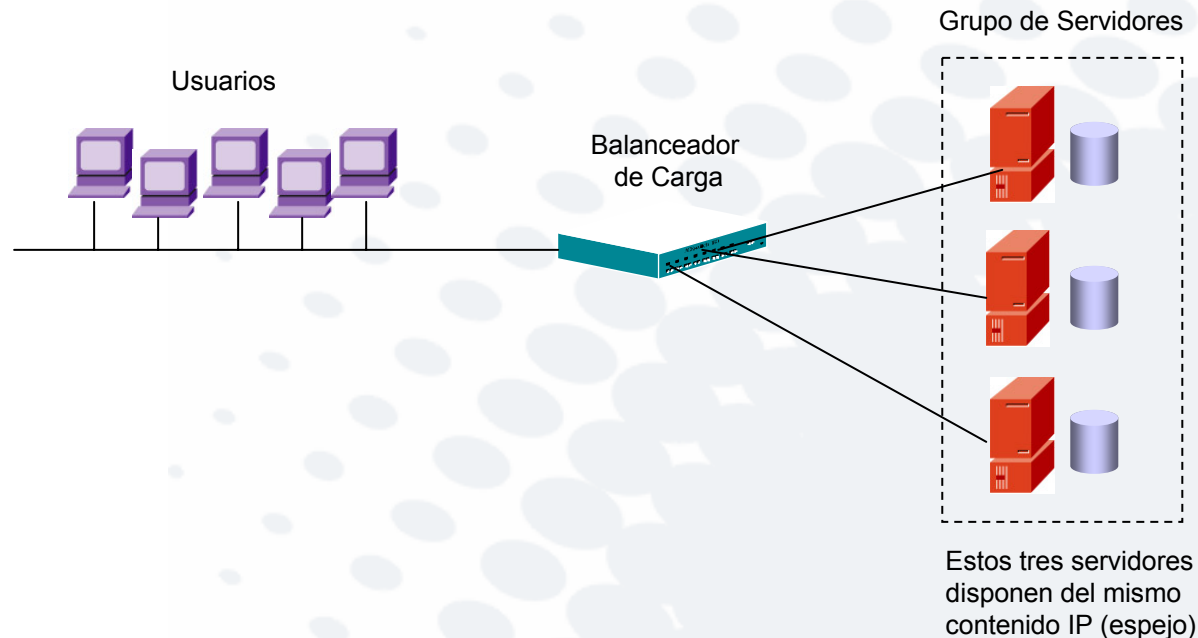 Grupo de Servidores
Usuarios
Balanceador
de Carga
Estos tres servidores
disponen del mismo
contenido IP (espejo)